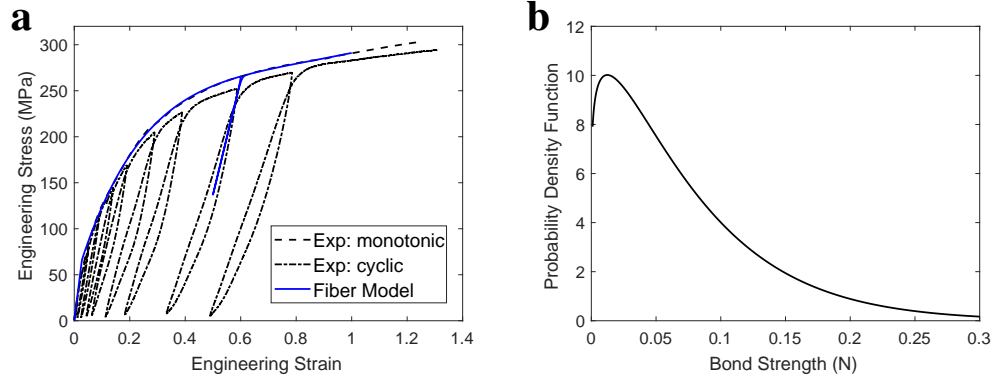 a
Engineering Stress (MPa)
300
250
200
150
100
50
0
0 0.2 0.4 0.6 0.8 1 1.2 1.4
Engineering Strain
Exp: monotonic
Exp: cyclic
Fiber Model
b
Probability Density Function
12
10
8
6
4
2
0
0 0.05 0.1 0.15 0.2 0.25 0.3
Bond Strength (N)